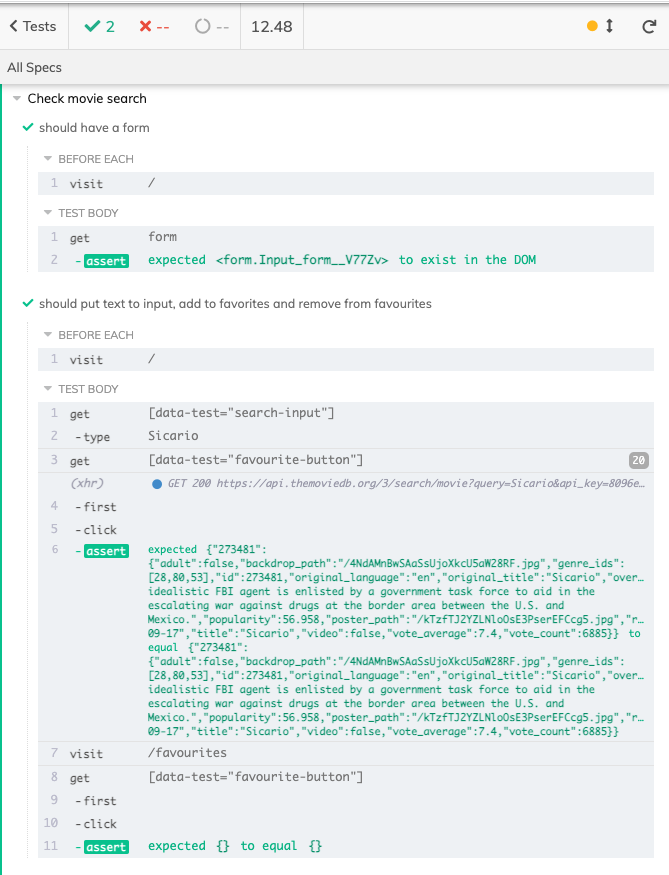 Tests 2 -- -- 12.48
All Specs
Check movie search
should have a form
BEFORE EACH
1 visit /
TEST BODY
1 get form
2 -assert expected <form.Input_form__V77Zv> to exist in the DOM
should put text to input, add to favorites and remove from favourites
BEFORE EACH
1 visit /
TEST BODY
1 get [data-test="search-input"]
2 -type Sicario
3 get [data-test="favourite-button"] 20
(xhr) GET 200 https://api.themoviedb.org/3/search/movie?query=Sicario&api_key=8096e…
4 -first
5 -click
6 -assert expected {"273481":
{"adult":false,"backdrop_path":"/4NdAMnBwSAaSsUjoXkcU5aW28RF.jpg","genre_ids":
[28,80,53],"id":273481,"original_language":"en","original_title":"Sicario","over…
idealistic FBI agent is enlisted by a government task force to aid in the
escalating war against drugs at the border area between the U.S. and
Mexico.","popularity":56.958,"poster_path":"/kTzfTJ2YZLNloOsE3PserEFCcg5.jpg","r…
09-17","title":"Sicario","video":false,"vote_average":7.4,"vote_count":6885}} to
equal {"273481":
{"adult":false,"backdrop_path":"/4NdAMnBwSAaSsUjoXkcU5aW28RF.jpg","genre_ids":
[28,80,53],"id":273481,"original_language":"en","original_title":"Sicario","over…
idealistic FBI agent is enlisted by a government task force to aid in the
escalating war against drugs at the border area between the U.S. and
Mexico.","popularity":56.958,"poster_path":"/kTzfTJ2YZLNloOsE3PserEFCcg5.jpg","r…
09-17","title":"Sicario","video":false,"vote_average":7.4,"vote_count":6885}}
7 visit /favourites
8 get [data-test="favourite-button"]
9 -first
10 -click
11 -assert expected {} to equal {}